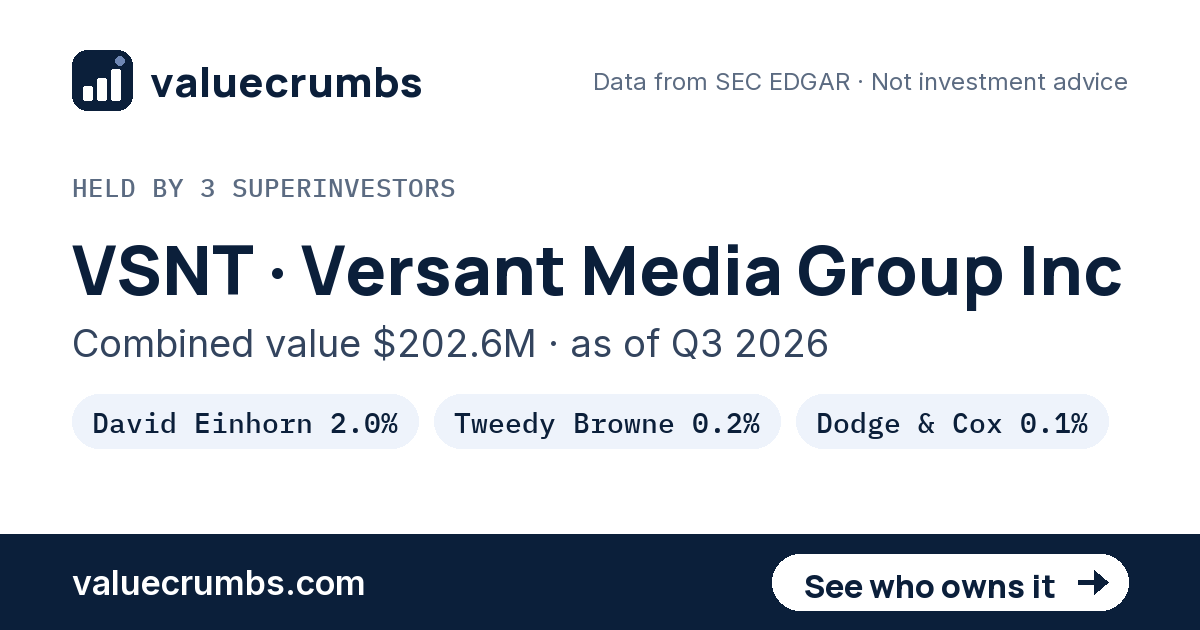 valuecrumbs
Data from SEC EDGAR · Not investment advice
HELD BY 3 SUPERINVESTORS
VSNT · Versant Media Group Inc
Combined value $202.6M · as of Q3 2026
David Einhorn 2.0% Tweedy Browne 0.2% Dodge & Cox 0.1%
valuecrumbs.com
See who owns it →